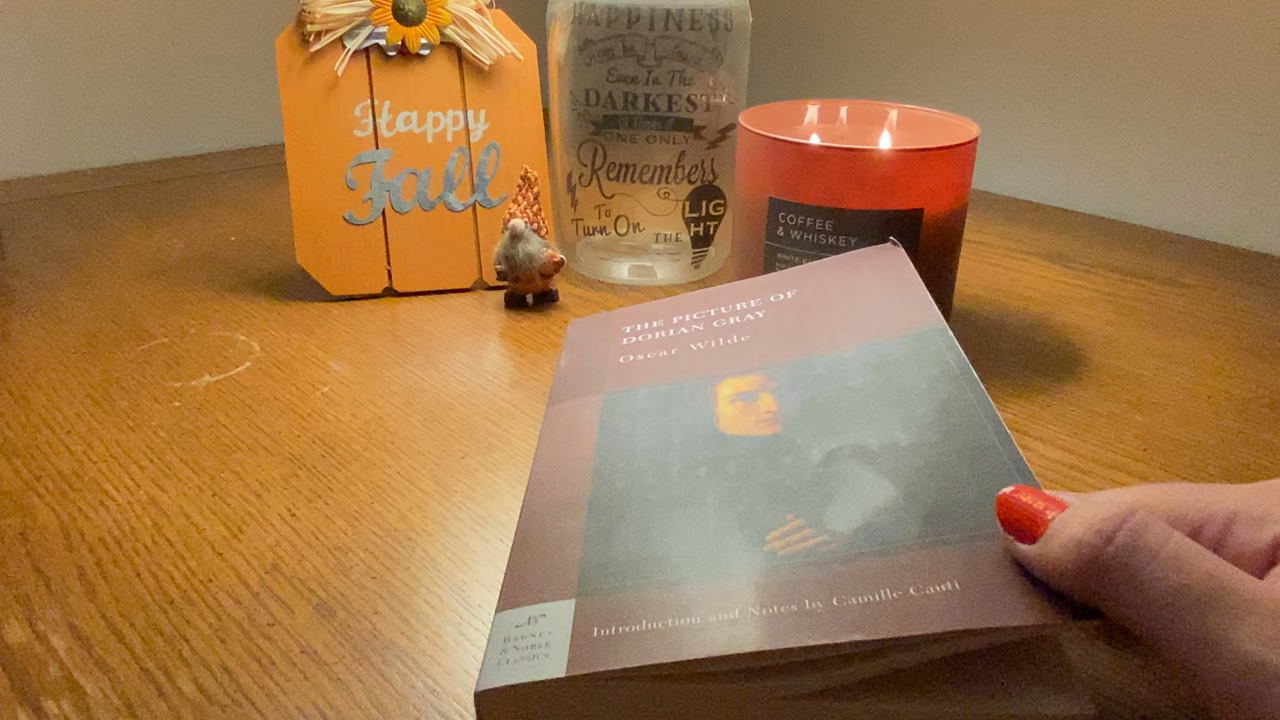 Happy
Fall
HAPPINESS
Even In The
DARKEST
ONE ONLY
Remembers
To
Turn On
THE
LIG
HT
COFFEE
& WHISKEY
THE PICTURE OF
DORIAN GRAY
Oscar Wilde
Introduction and Notes by Camille Cauti
BARNES
& NOBLE
CLASSICS